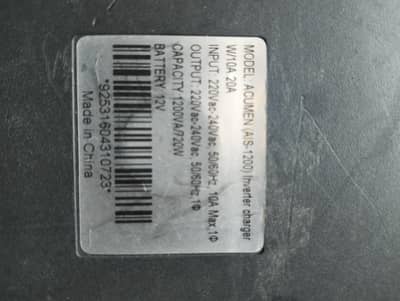 MODEL: ACUMEN (AIS-1200) Inverter charger
W/10A 20A
INPUT: 220Vac-240Vac, 50/60Hz, 10A Max,1Φ
OUTPUT: 220Vac-240Vac, 50/60Hz,1Φ
CAPACITY 1200VA/720W
BATTERY: 12V
*92531604310723*
Made in China